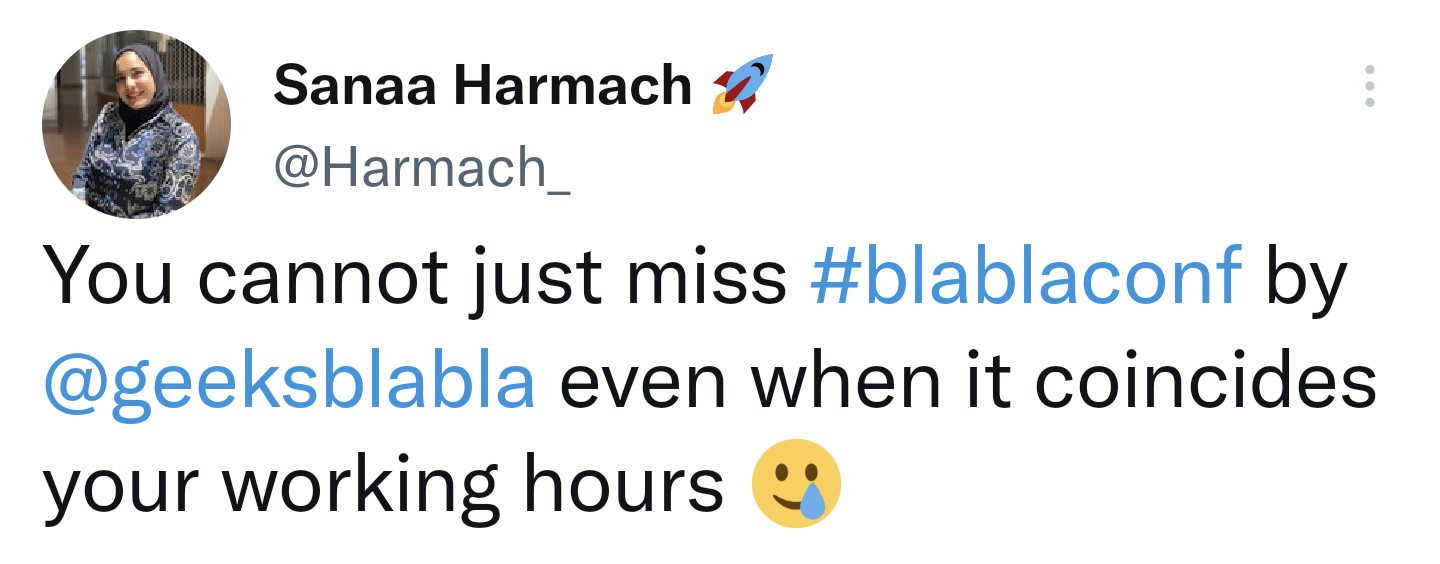 Sanaa Harmach 🚀
@Harmach_
You cannot just miss #blablaconf by
@geeksblabla even when it coincides
your working hours 🥲